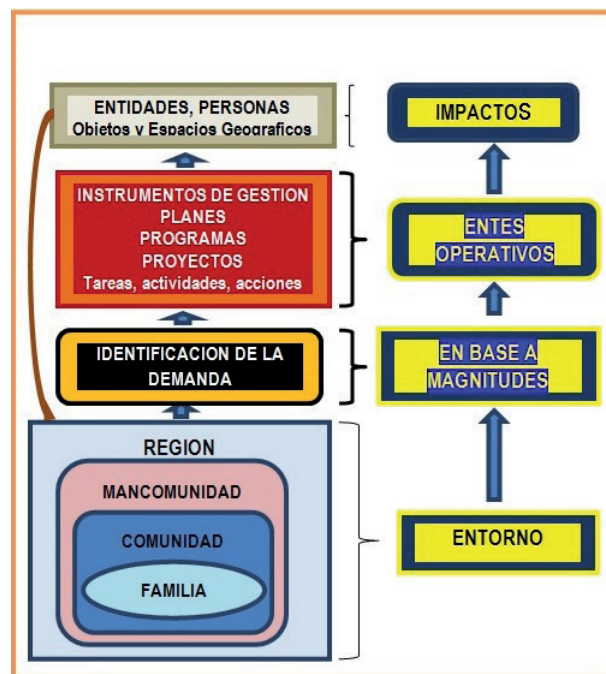 ENTIDADES, PERSONAS
Objetos y Espacios Geograficos
IMPACTOS
INSTRUMENTOS DE GESTION
PLANES
PROGRAMAS
PROYECTOS
Tareas, actividades, acciones
ENTES
OPERATIVOS
IDENTIFICACION DE LA
DEMANDA
EN BASE A
MAGNITUDES
REGION
MANCOMUNIDAD
COMUNIDAD
FAMILIA
ENTORNO